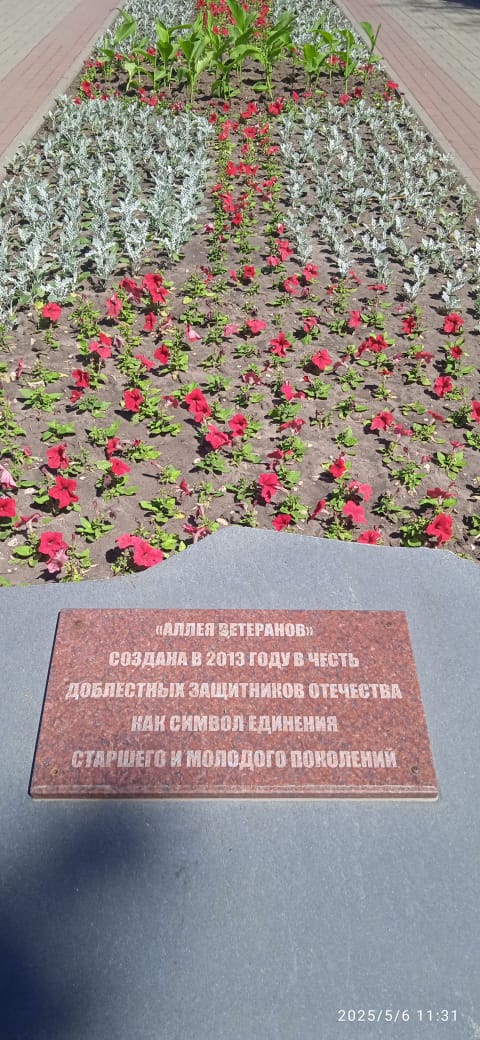 «АЛЛЕЯ ВЕТЕРАНОВ»
СОЗДАНА В 2013 ГОДУ В ЧЕСТЬ
ДОБЛЕСТНЫХ ЗАЩИТНИКОВ ОТЕЧЕСТВА
КАК СИМВОЛ ЕДИНЕНИЯ
СТАРШЕГО И МОЛОДОГО ПОКОЛЕНИЙ
2025/5/6 11:31